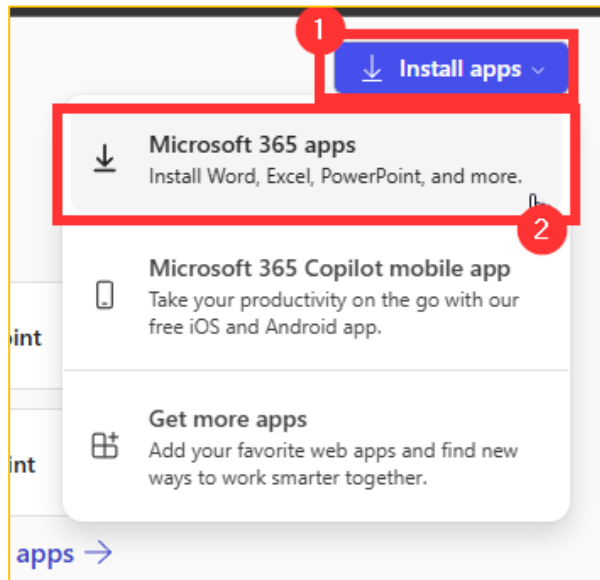 1
Install apps
Microsoft 365 apps
Install Word, Excel, PowerPoint, and more.
2
Microsoft 365 Copilot mobile app
Take your productivity on the go with our
free iOS and Android app.
int
Get more apps
Add your favorite web apps and find new
ways to work smarter together.
int
apps →